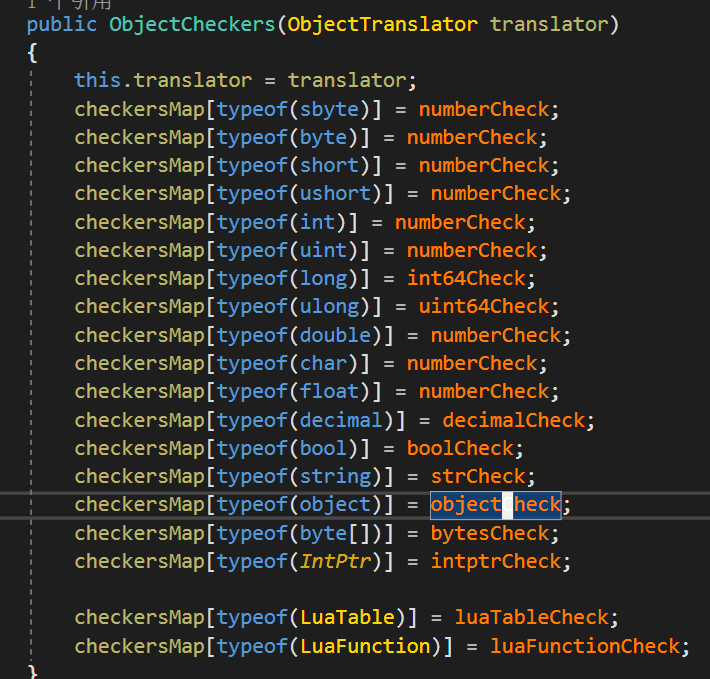 1 个引用
public ObjectCheckers(ObjectTranslator translator)
{
this.translator = translator;
checkersMap[typeof(sbyte)] = numberCheck;
checkersMap[typeof(byte)] = numberCheck;
checkersMap[typeof(short)] = numberCheck;
checkersMap[typeof(ushort)] = numberCheck;
checkersMap[typeof(int)] = numberCheck;
checkersMap[typeof(uint)] = numberCheck;
checkersMap[typeof(long)] = int64Check;
checkersMap[typeof(ulong)] = uint64Check;
checkersMap[typeof(double)] = numberCheck;
checkersMap[typeof(char)] = numberCheck;
checkersMap[typeof(float)] = numberCheck;
checkersMap[typeof(decimal)] = decimalCheck;
checkersMap[typeof(bool)] = boolCheck;
checkersMap[typeof(string)] = strCheck;
checkersMap[typeof(object)] = objectCheck;
checkersMap[typeof(byte[])] = bytesCheck;
checkersMap[typeof(IntPtr)] = intptrCheck;
checkersMap[typeof(LuaTable)] = luaTableCheck;
checkersMap[typeof(LuaFunction)] = luaFunctionCheck;
}